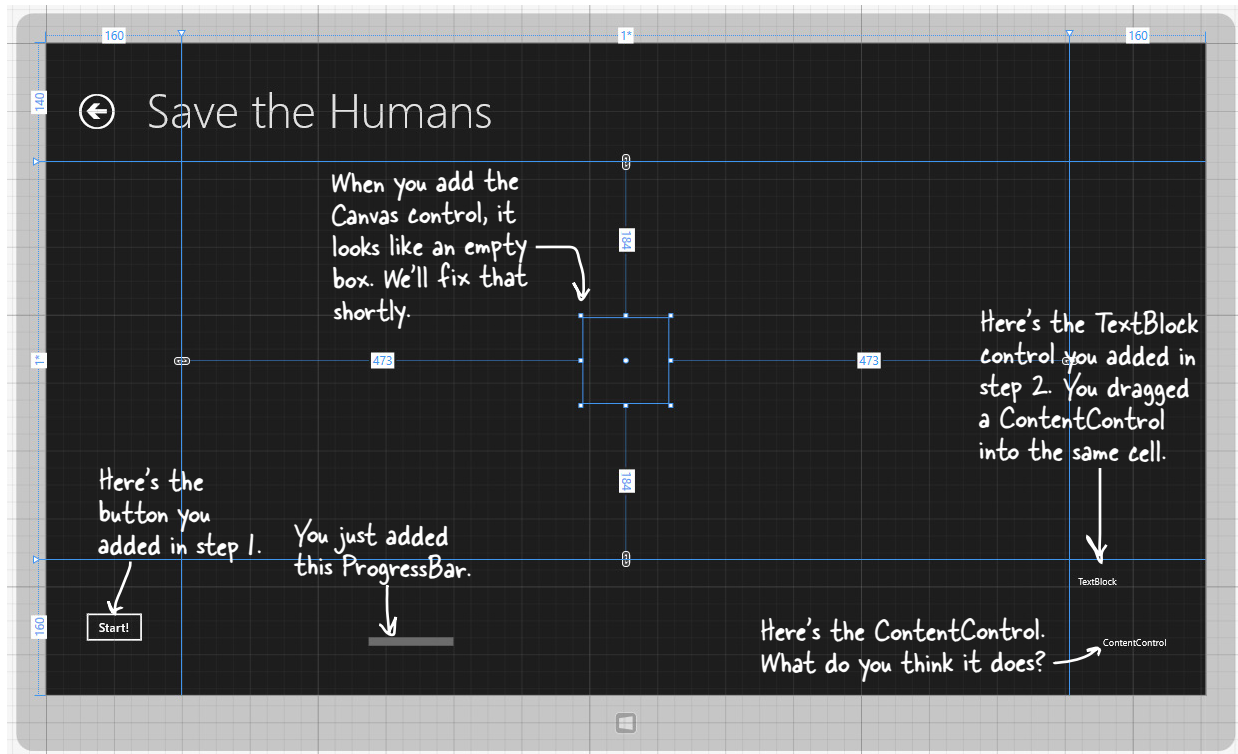 160
1*
160
140
Save the Humans
When you add the
Canvas control, it
looks like an empty
box. We'll fix that
shortly.
184
Here's the TextBlock
control you added in
step 2. You dragged
a ContentControl
into the same cell.
1*
473
473
184
Here's the
button you
added in step 1.
You just added
this ProgressBar.
TextBlock
160
Start!
Here's the ContentControl.
What do you think it does?
ContentControl